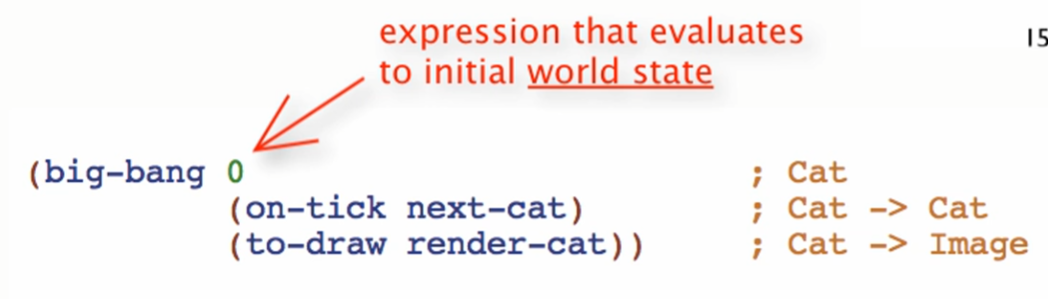 expression that evaluates
to initial world state
15
(big-bang 0 ; Cat
(on-tick next-cat) ; Cat -> Cat
(to-draw render-cat)) ; Cat -> Image